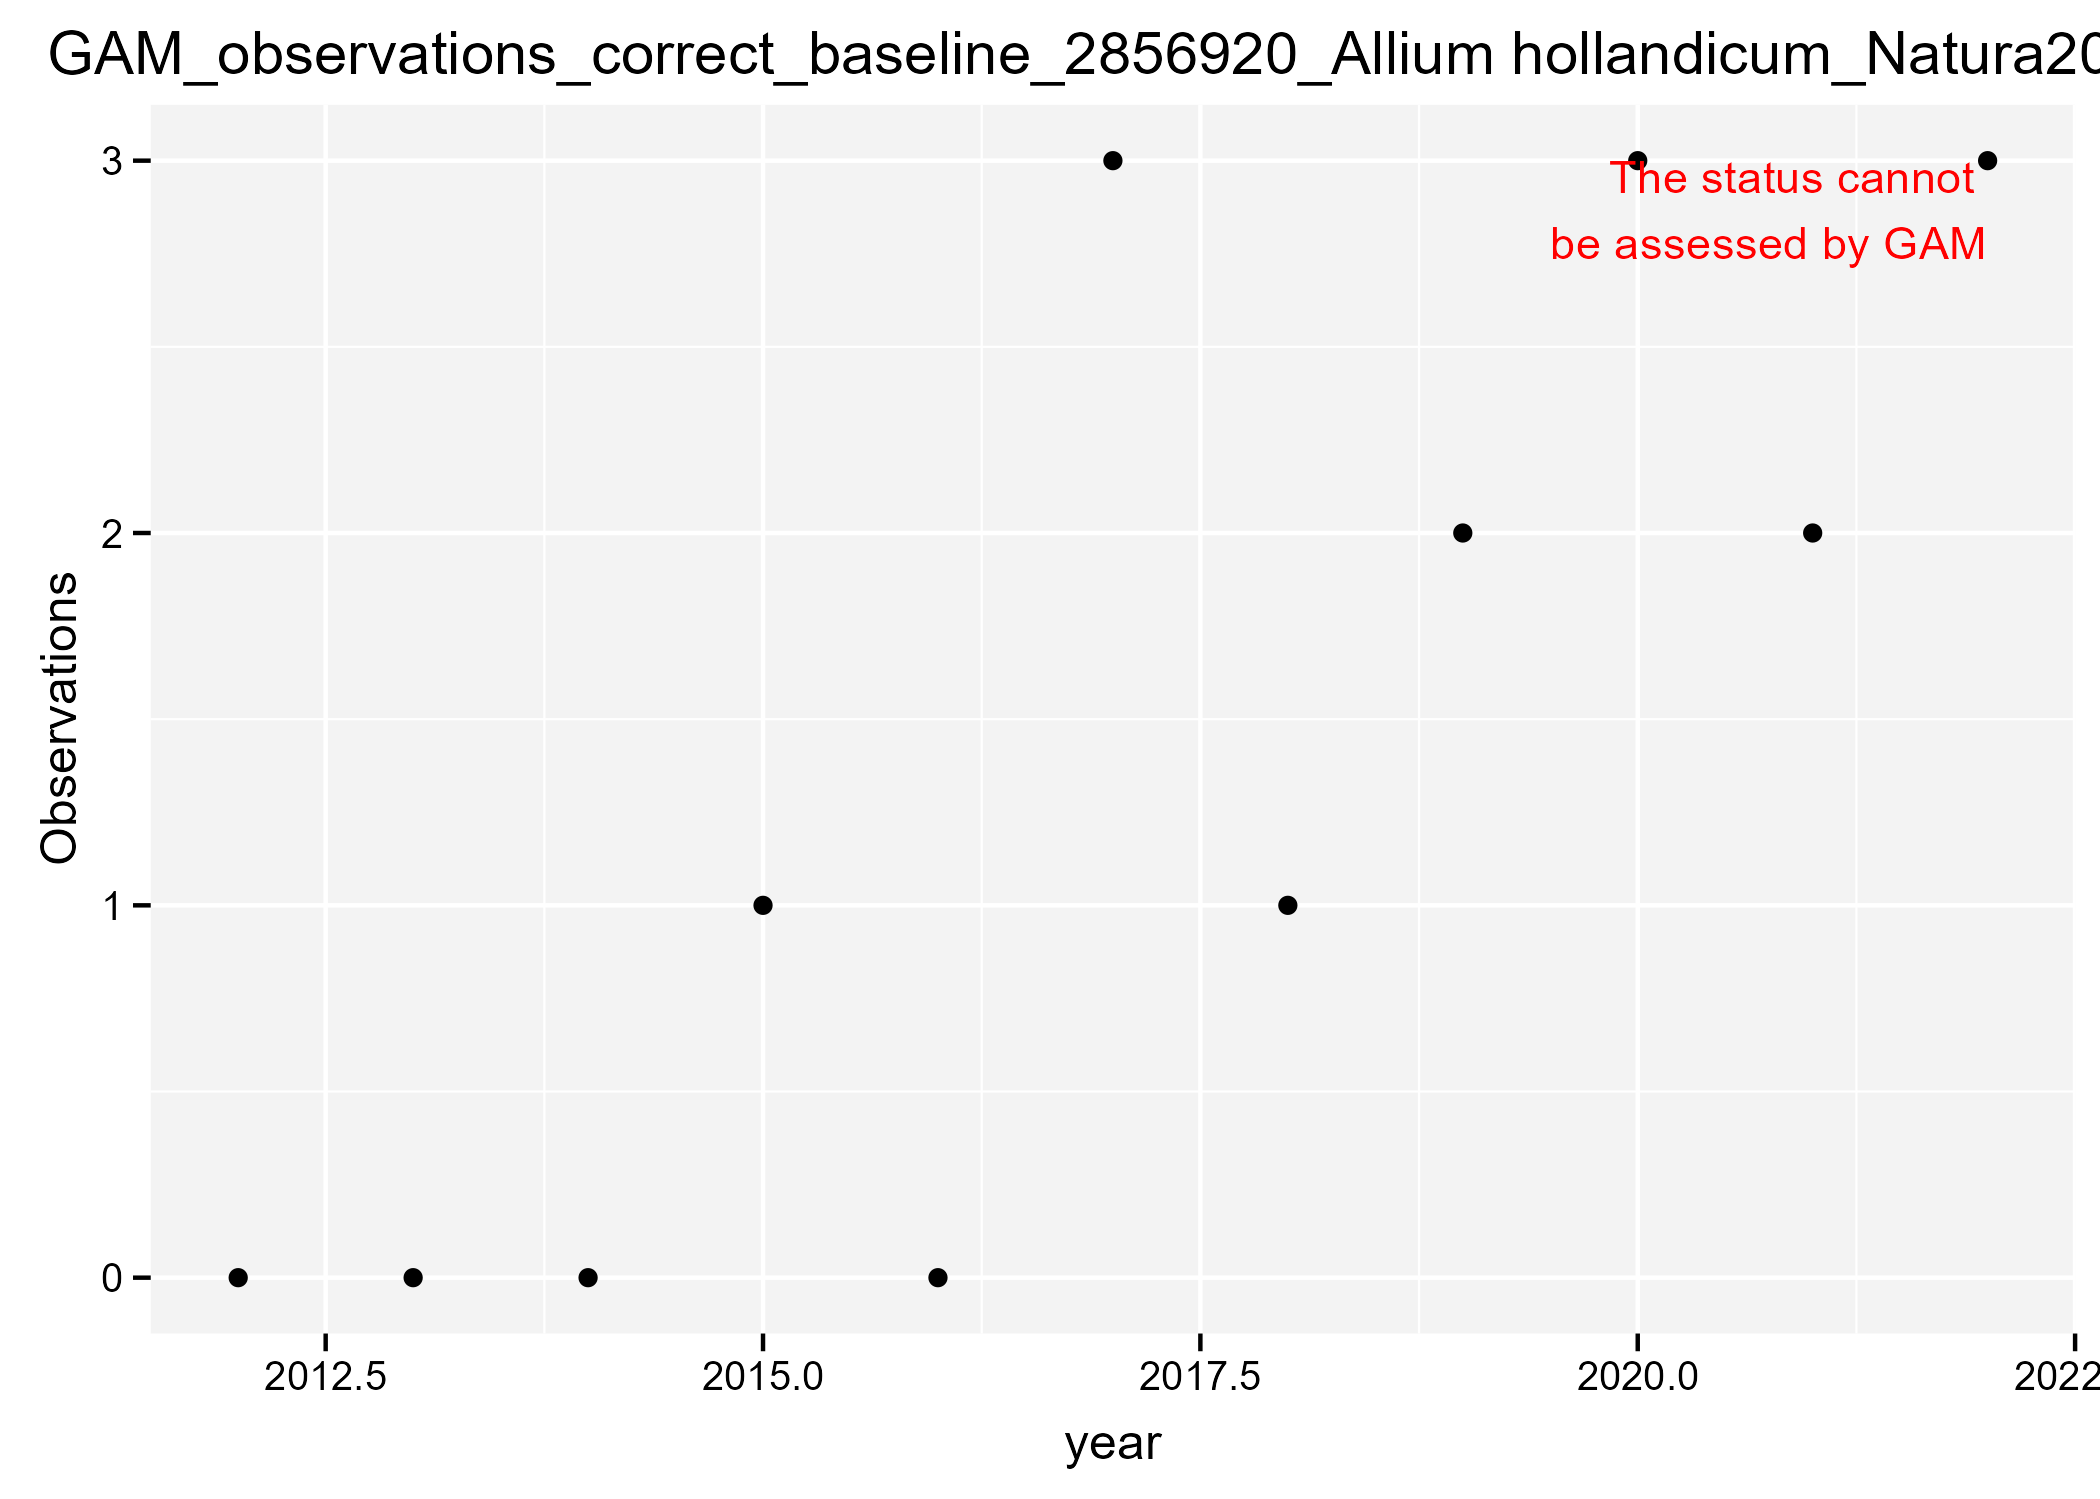 GAM_observations_correct_baseline_2856920_Allium hollandicum_Natura20
3
The status cannot
be assessed by GAM
2
Observations
1
0
2012.5 2015.0 2017.5 2020.0 2022
year